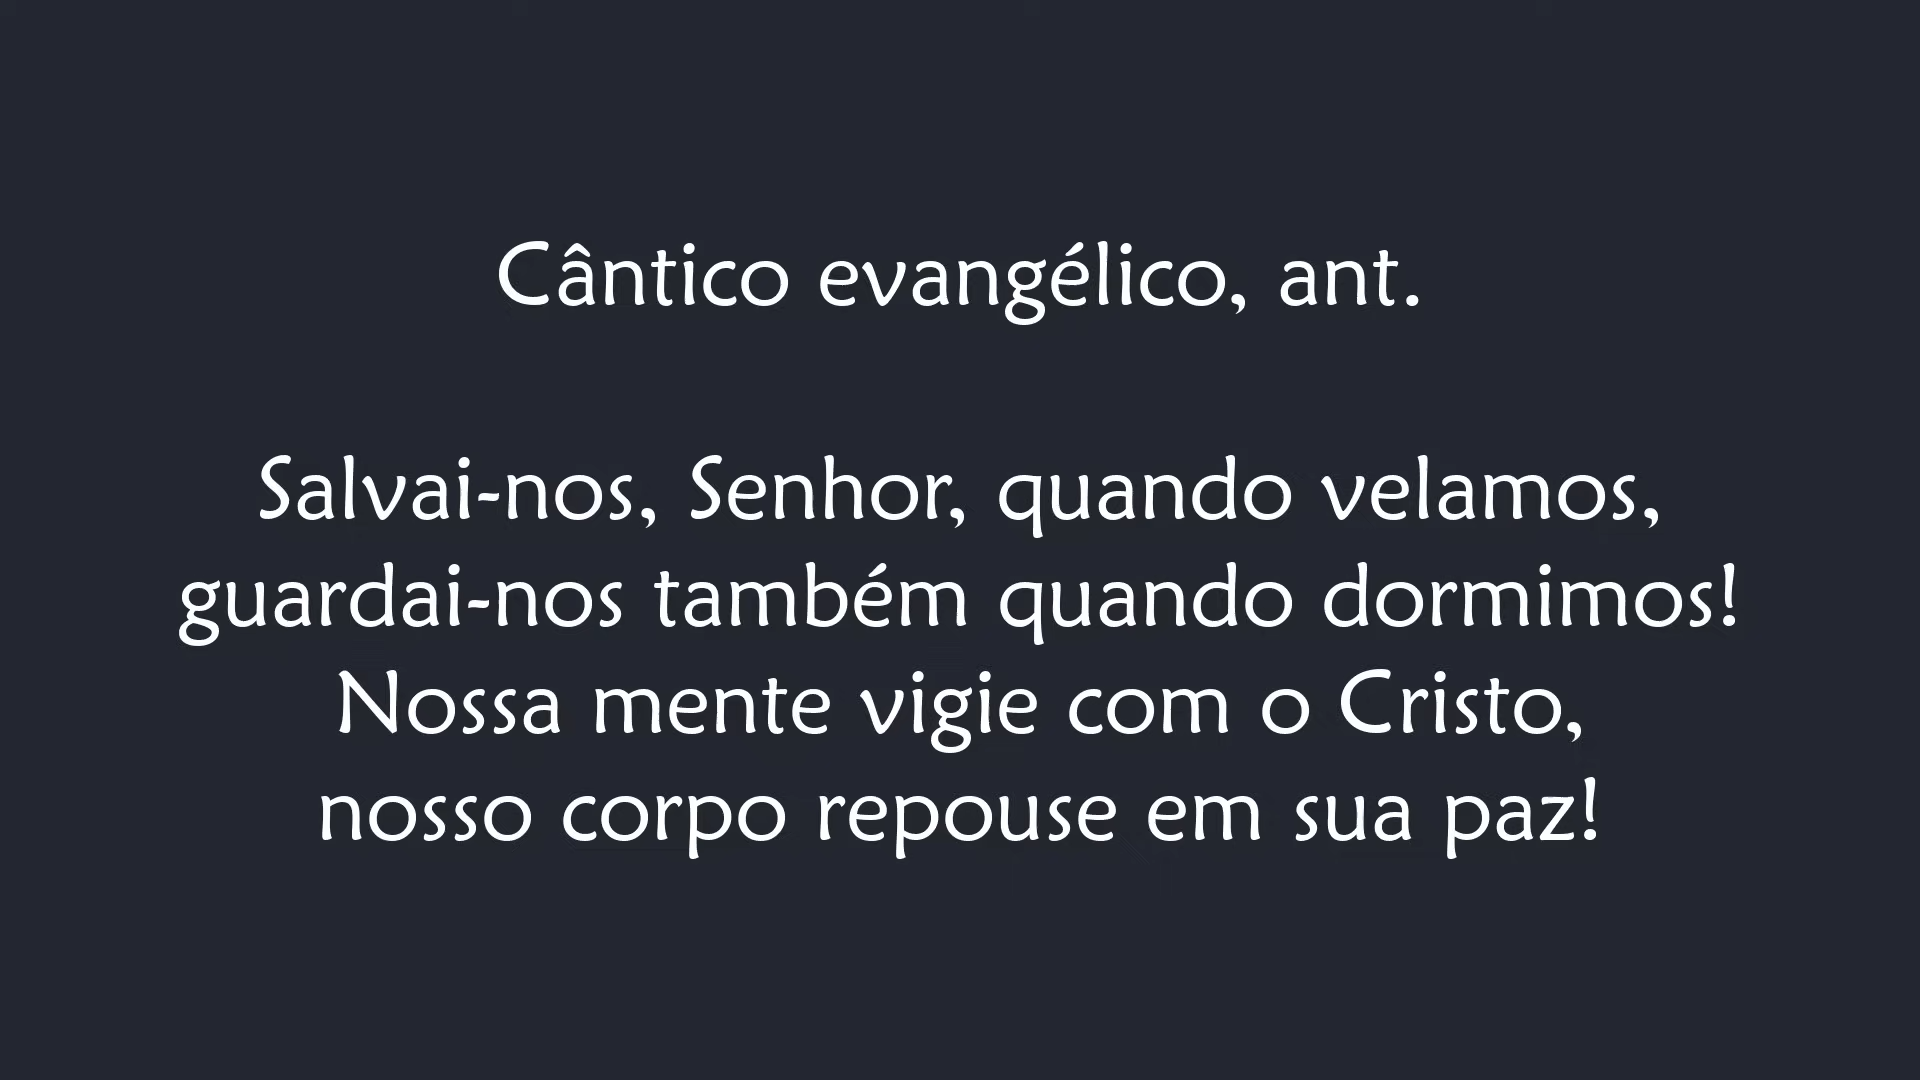 Cântico evangélico, ant.
Salvai-nos, Senhor, quando velamos,
guardai-nos também quando dormimos!
Nossa mente vigie com o Cristo,
nosso corpo repouse em sua paz!